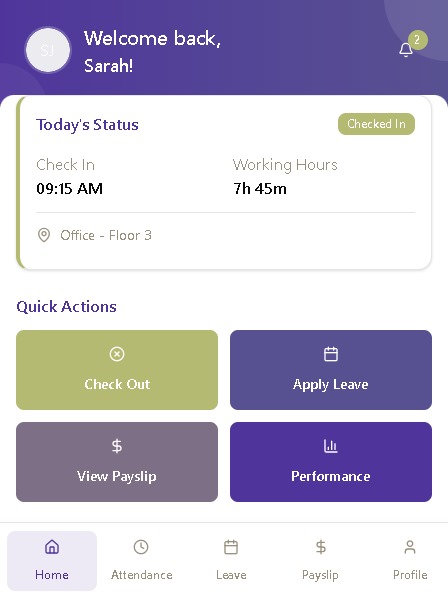 SJ
Welcome back,
Sarah!
2
Today's Status
Checked In
Check In
Working Hours
09:15 AM
7h 45m
Office - Floor 3
Quick Actions
Check Out
Apply Leave
View Payslip
Performance
Home
Attendance
Leave
Payslip
Profile